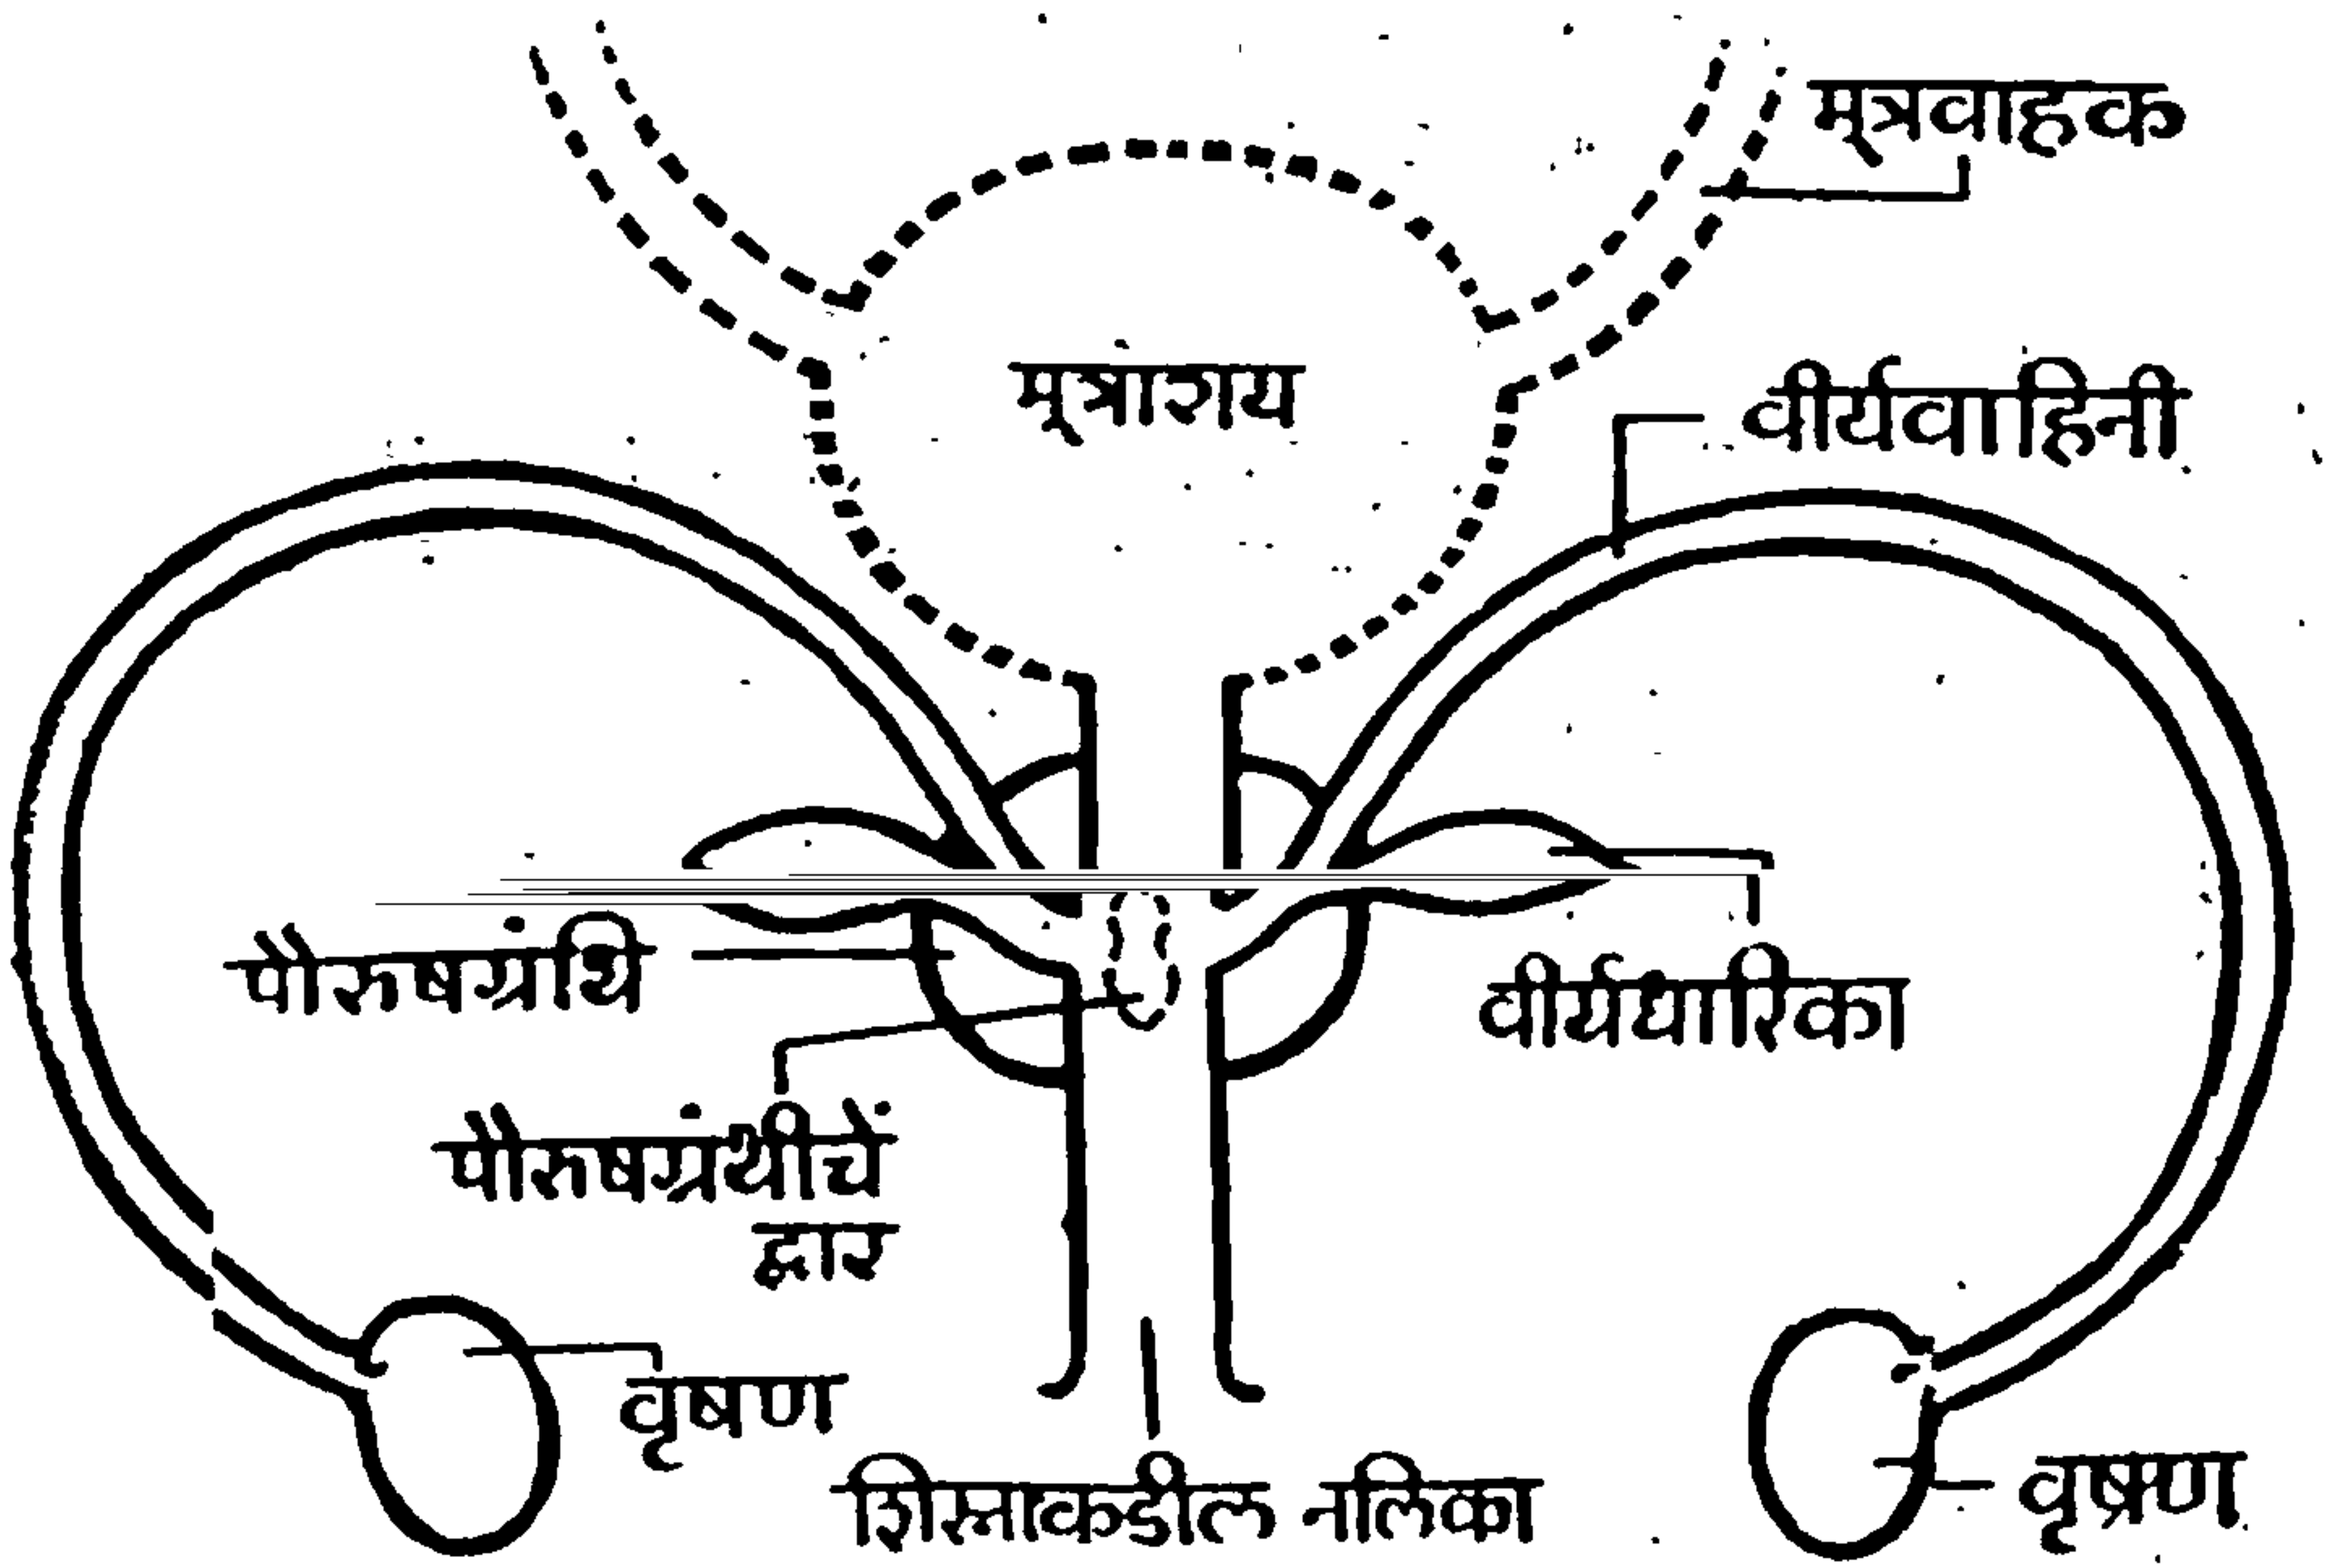 मूत्रवाहक
मूत्राशय
वीर्यवाहिनी
पौरुषग्रंथि
वीर्यधारिका
पौरुषग्रंथीचें
द्वार
वृषण
शिस्नाकडील नलिका
वृषण